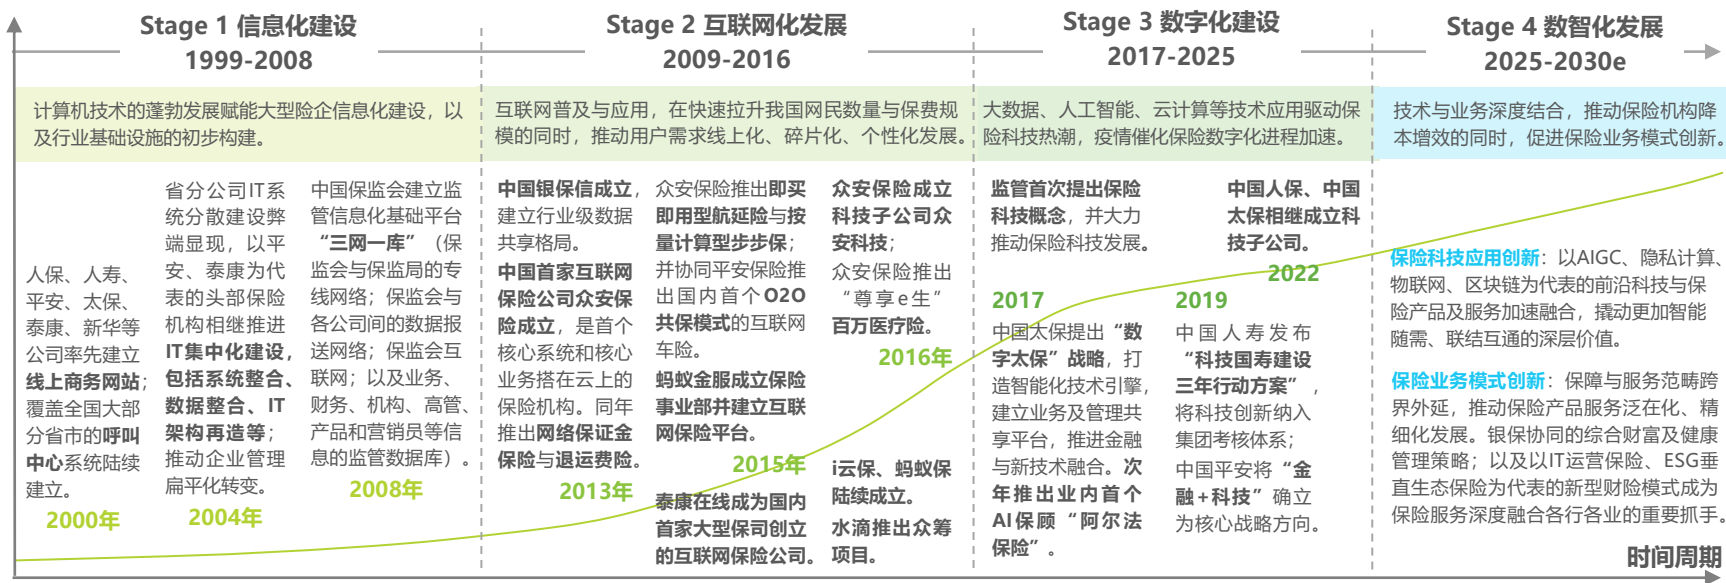 Stage 1 信息化建设
1999-2008
Stage 2 互联网化发展
2009-2016
Stage 3 数字化建设
2017-2025
Stage 4 数智化发展
2025-2030e
计算机技术的蓬勃发展赋能大型险企信息化建设，以
及行业基础设施的初步构建。
互联网普及与应用，在快速拉升我国网民数量与保费规
模的同时，推动用户需求线上化、碎片化、个性化发展。
大数据、人工智能、云计算等技术应用驱动保
险科技热潮，疫情催化保险数字化进程加速。
技术与业务深度结合，推动保险机构降
本增效的同时，促进保险业务模式创新。
人保、人寿、
平安、太保、
泰康、新华等
公司率先建立
线上商务网站；
覆盖全国大部
分省市的呼叫
中心系统陆续
建立。
2000年
省分公司IT系
统分散建设弊
端显现，以平
安、泰康为代
表的头部保险
机构相继推进
IT集中化建设，
包括系统整合、
数据整合、IT
架构再造等；
推动企业管理
扁平化转变。
2004年
中国保监会建立监
管信息化基础平台
“三网一库”（保
监会与保监局的专
线网络；保监会与
各公司间的数据报
送网络；保监会互
联网；以及业务、
财务、机构、高管、
产品和营销员等信
息的监管数据库）。
2008年
中国银保信成立，
建立行业级数据
共享格局。
中国首家互联网
保险公司众安保
险成立，是首个
核心系统和核心
业务搭在云上的
保险机构。同年
推出网络保证金
保险与退运费险。
2013年
众安保险推出即买
即用型航延险与按
量计算型步步保；
并协同平安保险推
出国内首个O2O
共保模式的互联网
车险。
蚂蚁金服成立保险
事业部并建立互联
网保险平台。
2015年
泰康在线成为国内
首家大型保司创立
的互联网保险公司。
众安保险成立
科技子公司众
安科技；
众安保险推出
“尊享e生”
百万医疗险。
2016年
i云保、蚂蚁保
陆续成立。
水滴推出众筹
项目。
监管首次提出保险
科技概念，并大力
推动保险科技发展。
2017
中国太保提出“数
字太保”战略，打
造智能化技术引擎，
建立业务及管理共
享平台，推进金融
与新技术融合。次
年推出业内首个
AI保顾“阿尔法
保险”。
中国人保、中国
太保相继成立科
技子公司。
2022
2019
中国人寿发布
“科技国寿建设
三年行动方案”，
将科技创新纳入
集团考核体系；
中国平安将“金
融+科技”确立
为核心战略方向。
保险科技应用创新：以AIGC、隐私计算、
物联网、区块链为代表的前沿科技与保
险产品及服务加速融合，撬动更加智能
随需、联结互通的深层价值。
保险业务模式创新：保障与服务范畴跨
界外延，推动保险产品服务泛在化、精
细化发展。银保协同的综合财富及健康
管理策略；以及以IT运营保险、ESG垂
直生态保险为代表的新型财险模式成为
保险服务深度融合各行各业的重要抓手。
时间周期